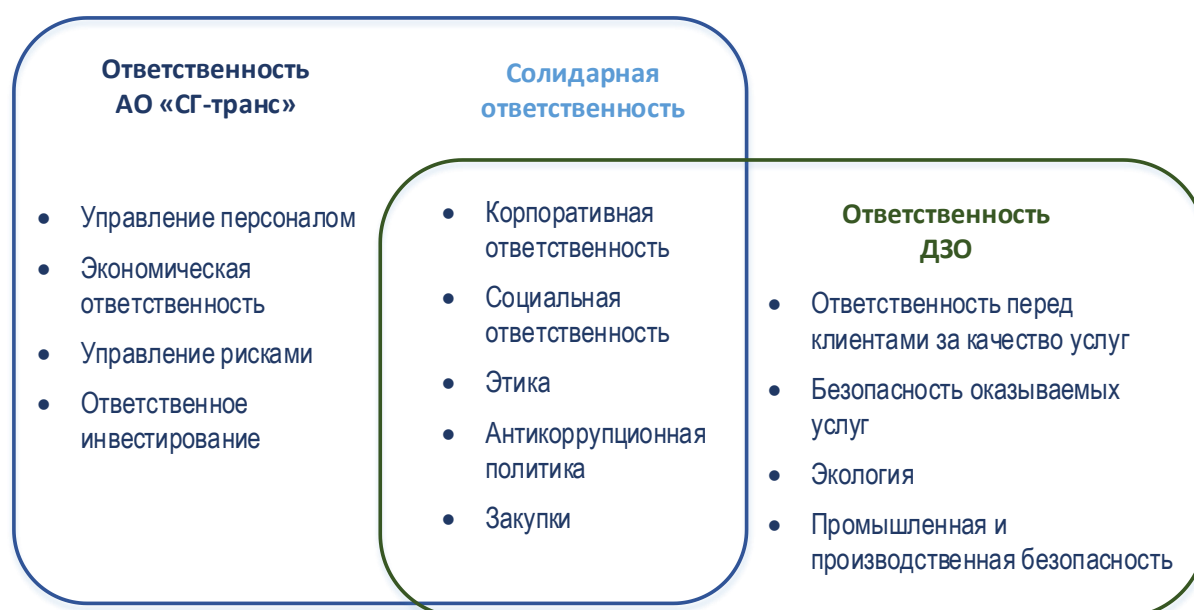 Ответственность
АО «СГ-транс»
• Управление персоналом
• Экономическая
ответственность
• Управление рисками
• Ответственное
инвестирование
Солидарная
ответственность
• Корпоративная
ответственность
• Социальная
ответственность
• Этика
• Антикоррупционная
политика
• Закупки
Ответственность
ДЗО
• Ответственность перед
клиентами за качество услуг
• Безопасность оказываемых
услуг
• Экология
• Промышленная и
производственная безопасность